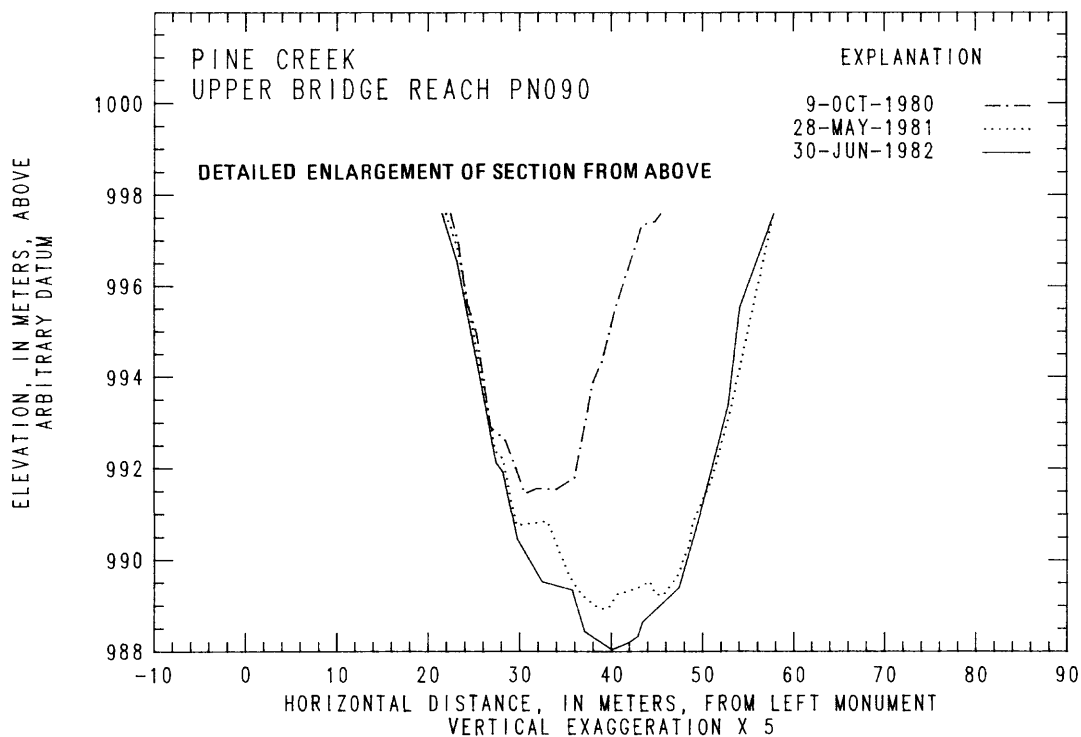 PINE CREEK
UPPER BRIDGE REACH PN090
EXPLANATION
9-OCT-1980
28-MAY-1981
30-JUN-1982
DETAILED ENLARGEMENT OF SECTION FROM ABOVE
ELEVATION, IN METERS, ABOVE
ARBITRARY DATUM
1000
998
996
994
992
990
988
-10 0 10 20 30 40 50 60 70 80 90
HORIZONTAL DISTANCE, IN METERS, FROM LEFT MONUMENT
VERTICAL EXAGGERATION X 5